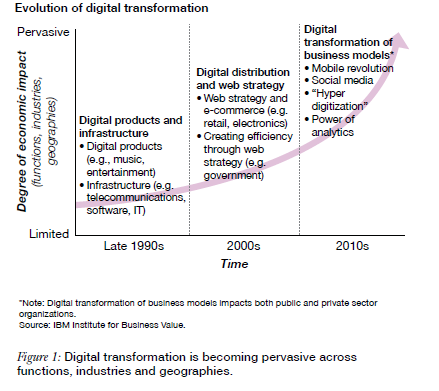 Evolution of digital transformation
Pervasive
Degree of economic impact
(functions, industries,
geographies)
Limited
Digital products and
infrastructure
• Digital products
(e.g., music,
entertainment)
• Infrastructure (e.g.
telecommunications,
software, IT)
Digital distribution
and web strategy
• Web strategy and
e-commerce (e.g.
retail, electronics)
• Creating efficiency
through web
strategy (e.g.
government)
Digital
transformation of
business models*
• Mobile revolution
• Social media
• “Hyper
digitization”
• Power of
analytics
Late 1990s
2000s
2010s
Time
*Note: Digital transformation of business models impacts both public and private sector
organizations.
Source: IBM Institute for Business Value.
Figure 1: Digital transformation is becoming pervasive across
functions, industries and geographies.